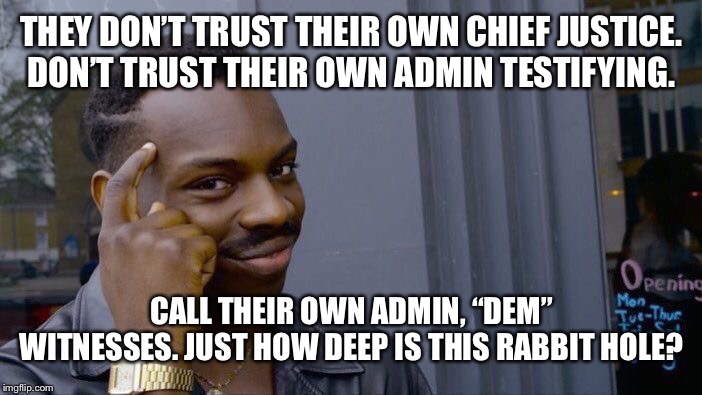 THEY DON'T TRUST THEIR OWN CHIEF JUSTICE.
DON'T TRUST THEIR OWN ADMIN TESTIFYING.
CALL THEIR OWN ADMIN, “DEM”
WITNESSES. JUST HOW DEEP IS THIS RABBIT HOLE?
Opening
Mon
Tue-Thur
imgflip.com